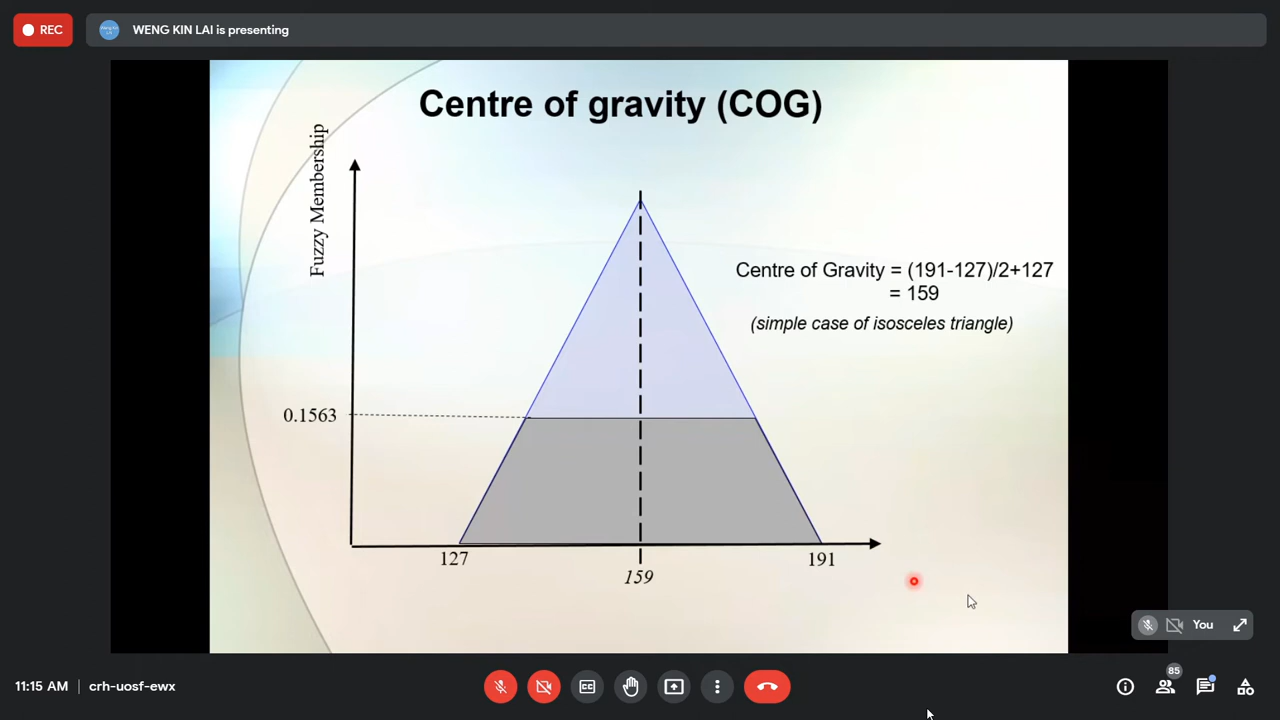 REC
WENG KIN LAI is presenting
Centre of gravity (COG)
Fuzzy Membership
Centre of Gravity = (191-127)/2+127
= 159
(simple case of isosceles triangle)
0.1563
127
191
159
You
11:15 AM
crh-uosf-ewx
85